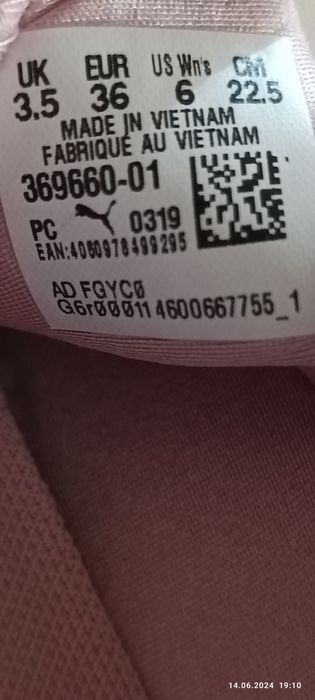 UK EUR US Wn's CM
3.5 36 6 22.5
MADE IN VIETNAM
FABRIQUÉ AU VIETNAM
369660-01
PC 0319
EAN:4060978499295
AD FGYC0
G6r00011 4600667755_1
14.06.2024 19:10